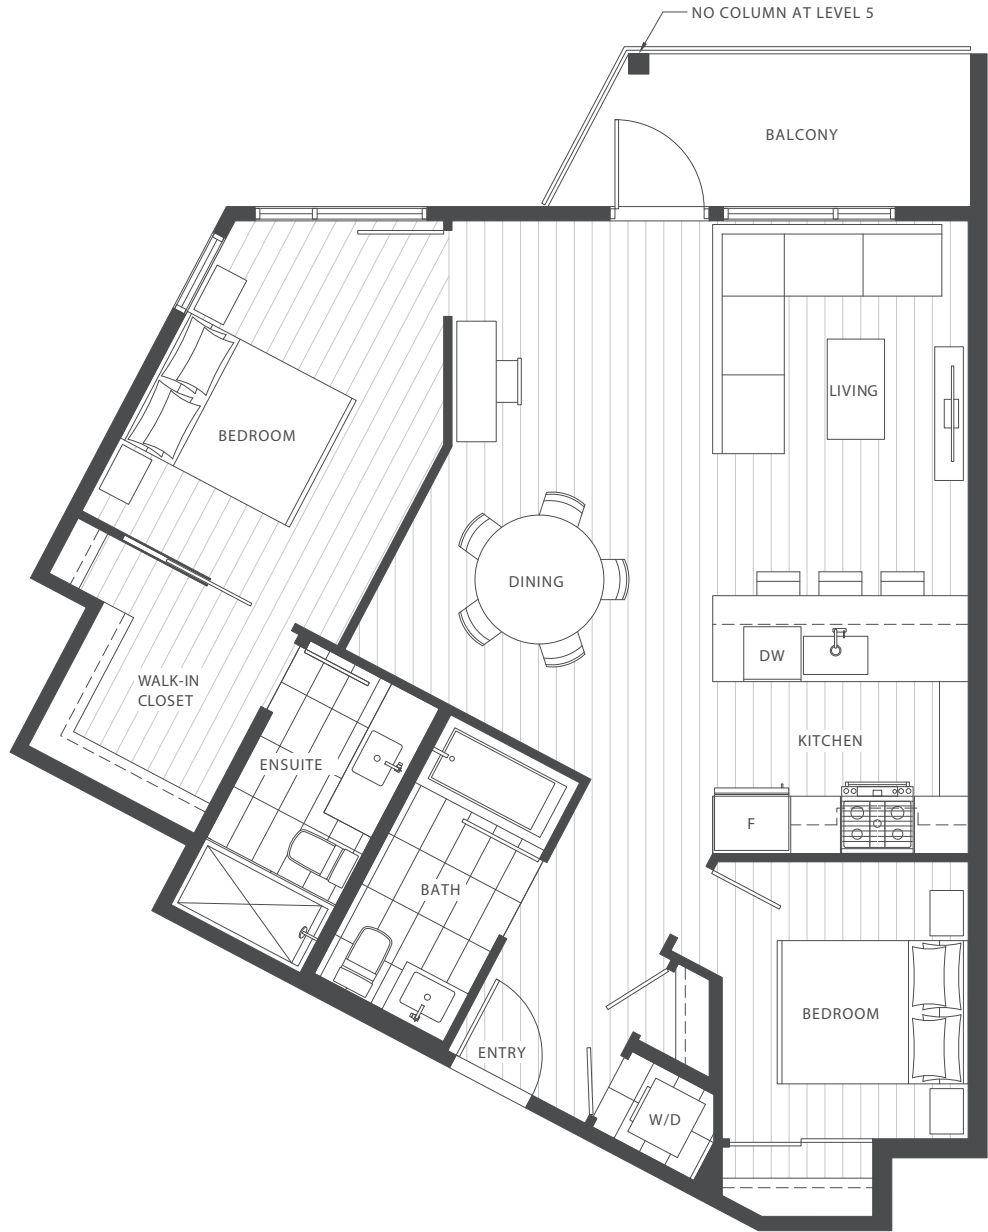 NO COLUMN AT LEVEL 5
BALCONY
LIVING
BEDROOM
DINING
DW
WALK-IN
CLOSET
KITCHEN
ENSUITE
F
BATH
BEDROOM
ENTRY
W/D